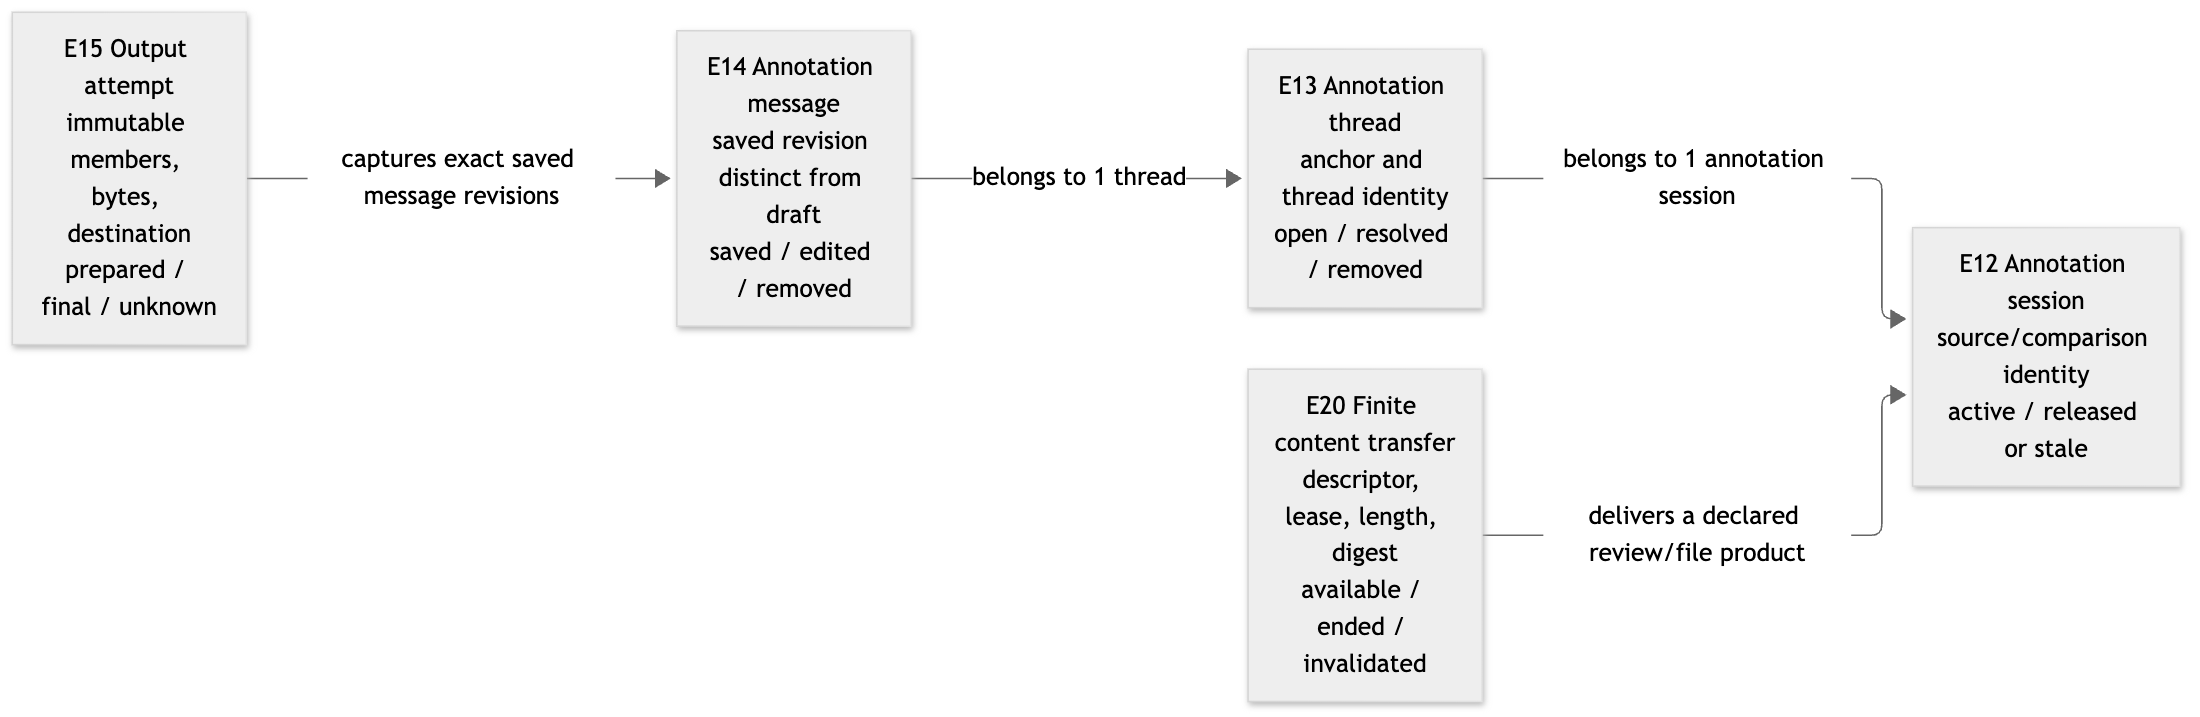 E15 Output
attempt
immutable
members,
bytes,
destination
prepared /
final / unknown
captures exact saved
message revisions
E14 Annotation
message
saved revision
distinct from
draft
saved / edited
/ removed
belongs to 1 thread
E13 Annotation
thread
anchor and
thread identity
open / resolved
/ removed
belongs to 1 annotation
session
E12 Annotation
session
source/comparison
identity
active / released
or stale
E20 Finite
content transfer
descriptor,
lease, length,
digest
available /
ended /
invalidated
delivers a declared
review/file product